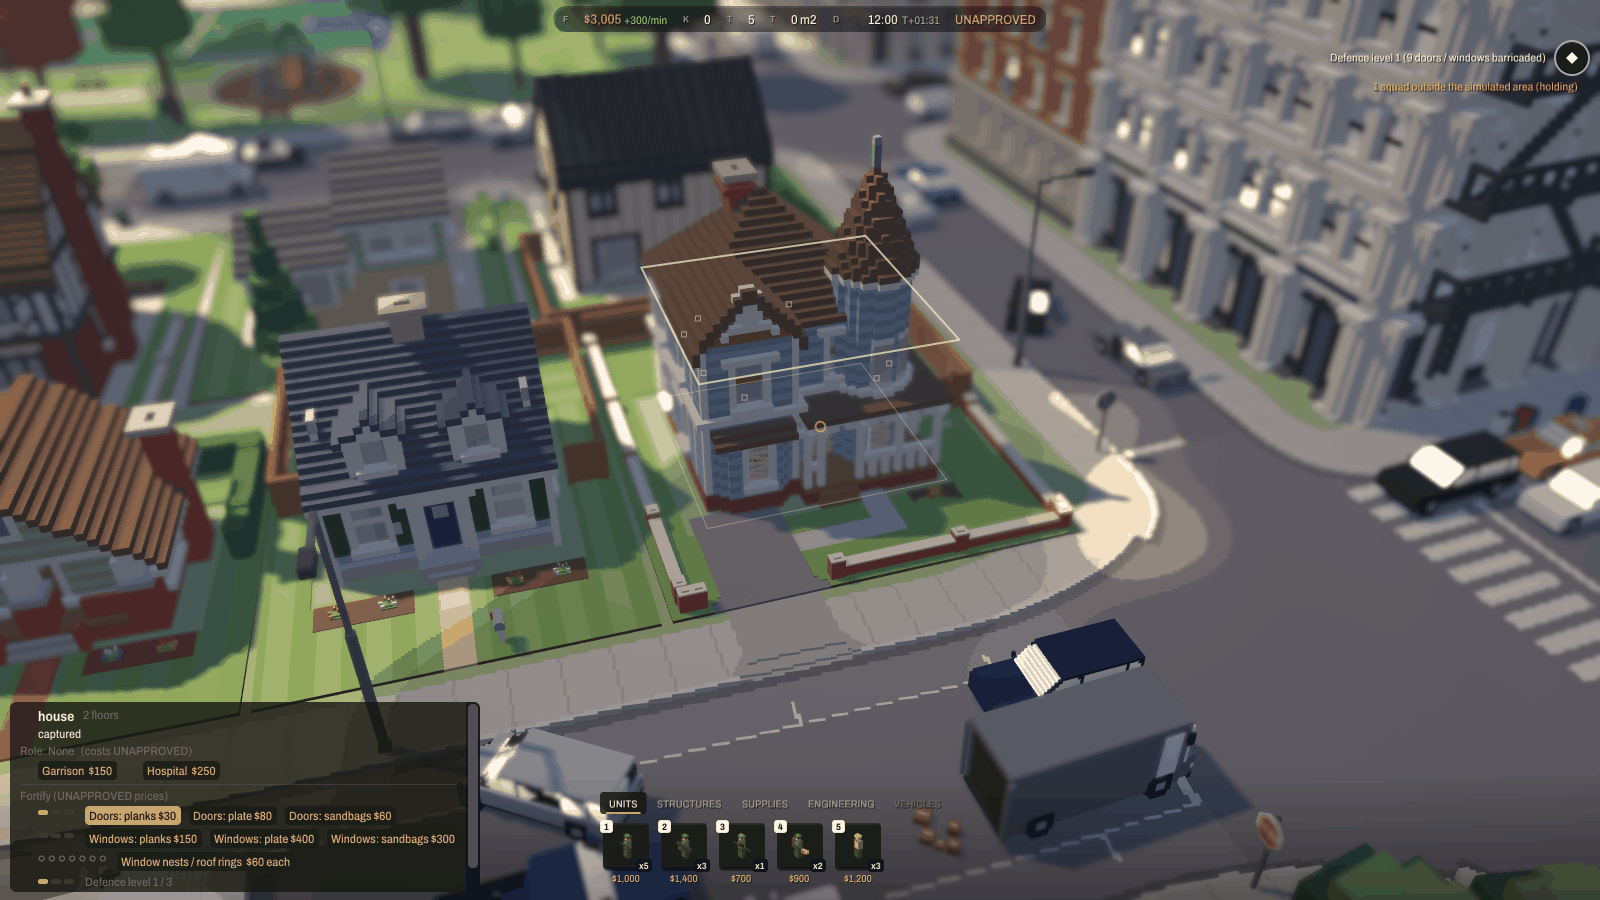 F $3,005 +300/min K 0 T 5 T 0 m2 D 12:00 T+01:31 UNAPPROVED
Defence level 1 (9 doors / windows barricaded)
1 squad outside the simulated area (holding)
house 2 floors
captured
Role: None (costs UNAPPROVED)
Garrison $150 Hospital $250
Fortify (UNAPPROVED prices)
Doors: planks $30 Doors: plate $80 Doors: sandbags $60
Windows: planks $150 Windows: plate $400 Windows: sandbags $300
Window nests / roof rings $60 each
Defence level 1 / 3
UNITS STRUCTURES SUPPLIES ENGINEERING VEHICLES
1 2 3 4 5
x5 x3 x1 x2 x3
$1,000 $1,400 $700 $900 $1,200